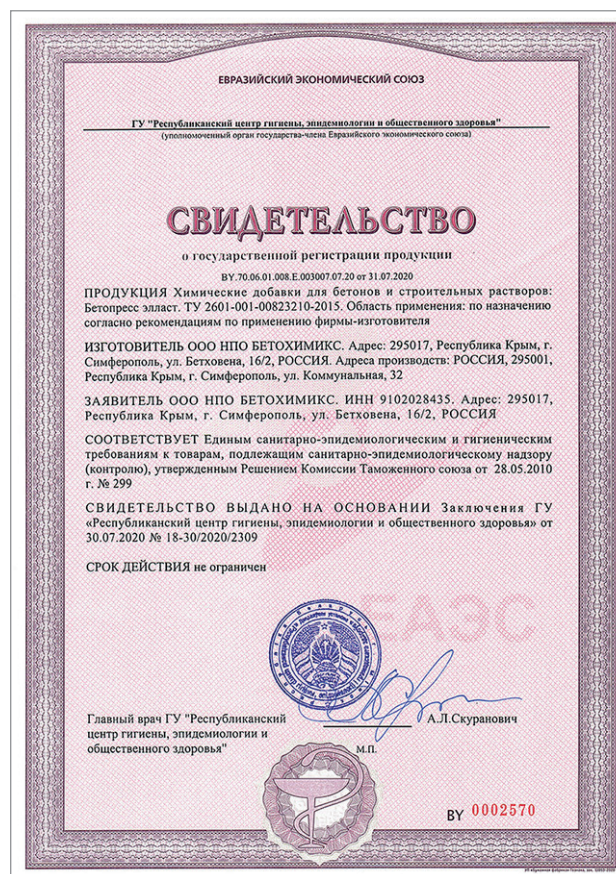 ЕВРАЗИЙСКИЙ ЭКОНОМИЧЕСКИЙ СОЮЗ
ГУ "Республиканский центр гигиены, эпидемиологии и общественного здоровья"
(уполномоченный орган государства-члена Евразийского экономического союза)
СВИДЕТЕЛЬСТВО
о государственной регистрации продукции
BY.70.06.01.008.E.003007.07.20 от 31.07.2020
ПРОДУКЦИЯ Химические добавки для бетонов и строительных растворов:
Бетопресс эласт. ТУ 2601-001-00823210-2015. Область применения: по назначению
согласно рекомендациям по применению фирмы-изготовителя
ИЗГОТОВИТЕЛЬ ООО НПО БЕТОХИМИКС. Адрес: 295017, Республика Крым, г.
Симферополь, ул. Бетховена, 16/2, РОССИЯ. Адреса производств: РОССИЯ, 295001,
Республика Крым, г. Симферополь, ул. Коммунальная, 32
ЗАЯВИТЕЛЬ ООО НПО БЕТОХИМИКС. ИНН 9102028435. Адрес: 295017,
Республика Крым, г. Симферополь, ул. Бетховена, 16/2, РОССИЯ
СООТВЕТСТВУЕТ Единым санитарно-эпидемиологическим и гигиеническим
требованиям к товарам, подлежащим санитарно-эпидемиологическому надзору
(контролю), утвержденным Решением Комиссии Таможенного союза от 28.05.2010
г. № 299
СВИДЕТЕЛЬСТВО ВЫДАНО НА ОСНОВАНИИ Заключения ГУ
«Республиканский центр гигиены, эпидемиологии и общественного здоровья» от
30.07.2020 № 18-30/2020/2309
СРОК ДЕЙСТВИЯ не ограничен
ЕАЭС
Главный врач ГУ "Республиканский
центр гигиены, эпидемиологии и
общественного здоровья"
А.Л.Скуранович
М.П.
BY 0002570